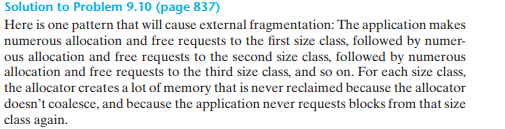 Solution to Problem 9.10 (page 837)
Here is one pattern that will cause external fragmentation: The application makes
numerous allocation and free requests to the first size class, followed by numer-
ous allocation and free requests to the second size class, followed by numerous
allocation and free requests to the third size class, and so on. For each size class,
the allocator creates a lot of memory that is never reclaimed because the allocator
doesn't coalesce, and because the application never requests blocks from that size
class again.